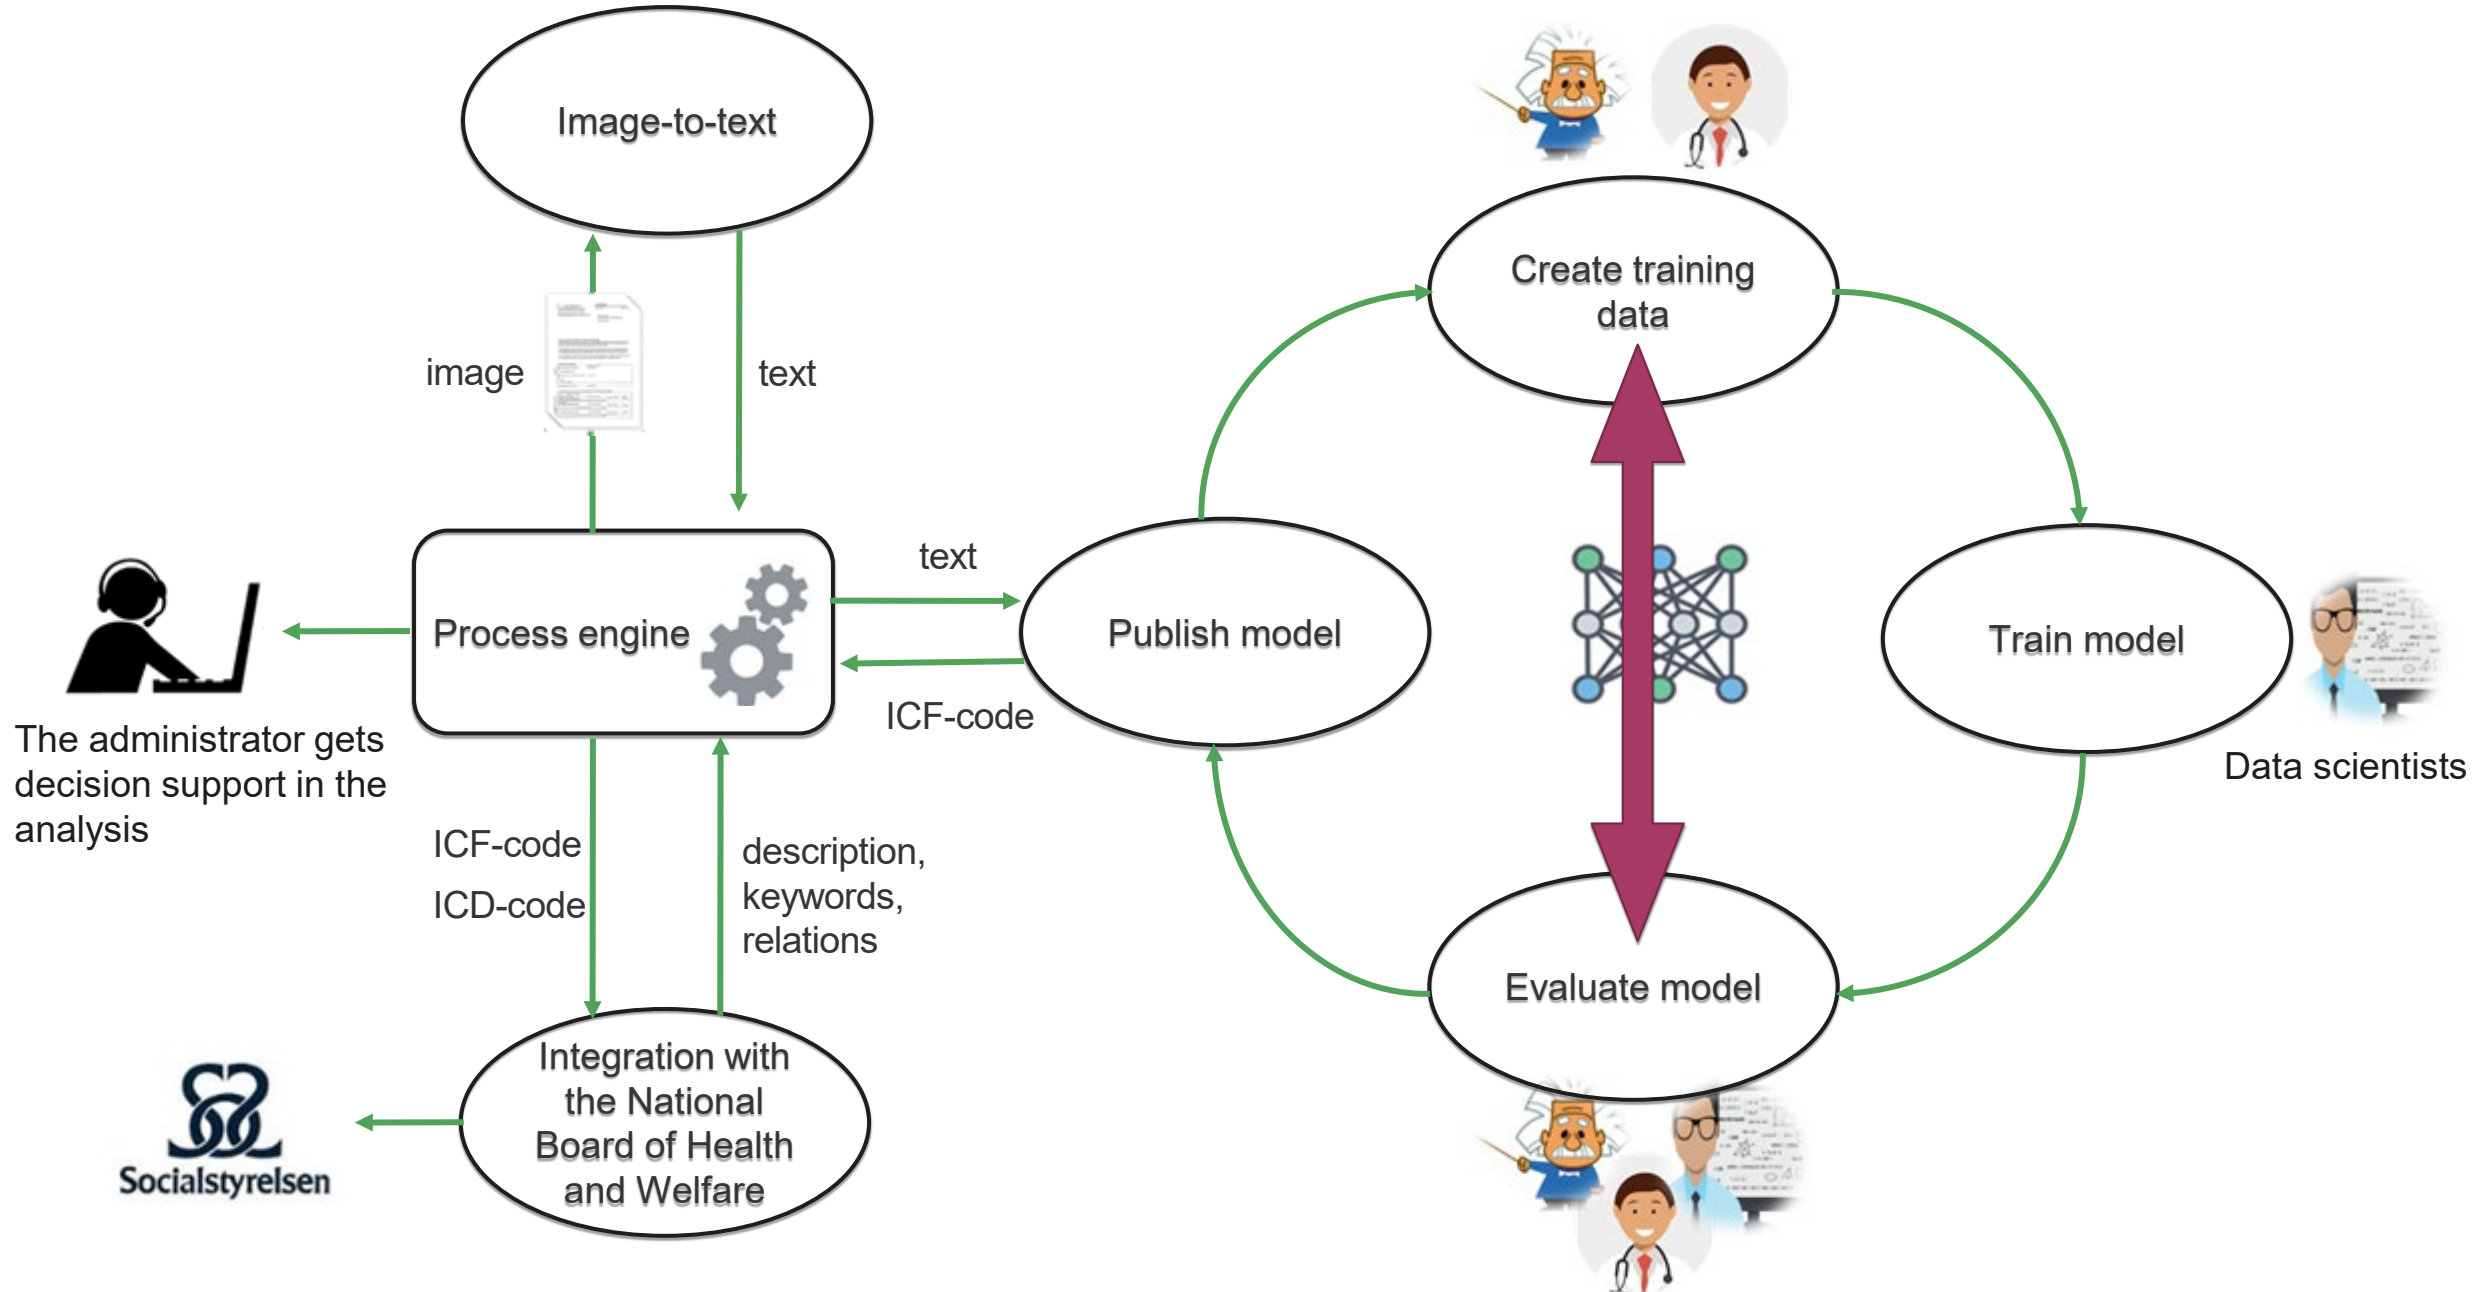 Image-to-text
image
text
Create training
data
Process engine
text
ICF-code
Publish model
Train model
Data scientists
The administrator gets
decision support in the
analysis
ICF-code
ICD-code
description,
keywords,
relations
Evaluate model
Integration with
the National
Board of Health
and Welfare
Socialstyrelsen